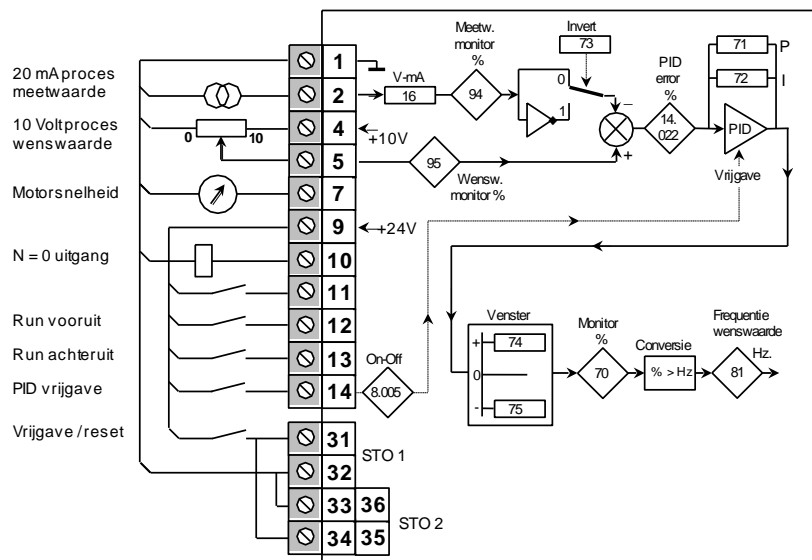 20 mA proces
meetwaarde
10 Volt proces
wenswaarde
Motorsnelheid
N = 0 uitgang
Run vooruit
Run achteruit
PID vrijgave
Vrijgave / reset
0
10
1
2
4
5
7
9
10
11
12
13
14
31
32
33
36
34
35
STO 1
STO 2
+10V
+24V
V-mA
16
Meetw.
monitor
%
94
Invert
73
0
1
−
+
95
Wensw.
monitor %
PID
error
%
14.
022
71
P
72
I
PID
Vrijgave
On-Off
8.005
Venster
+
74
0
-
75
Monitor
%
70
Conversie
% > Hz
Frequentie
wenswaarde
Hz.
81